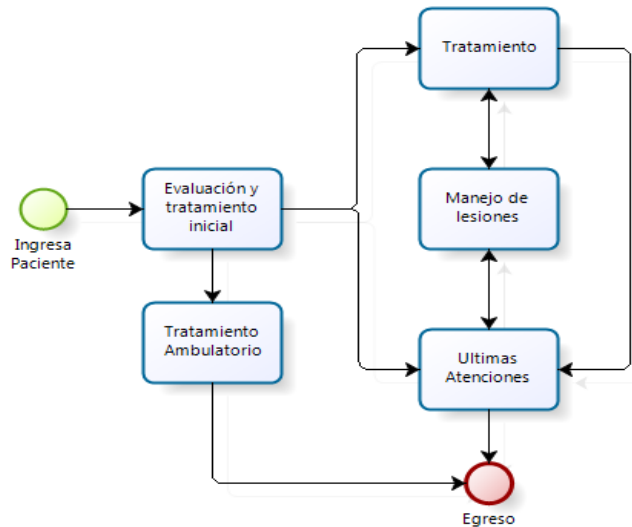 Tratamiento
Evaluación y
tratamiento
inicial
Manejo de
lesiones
Ingresa
Paciente
Tratamiento
Ambulatorio
Ultimas
Atenciones
Egreso